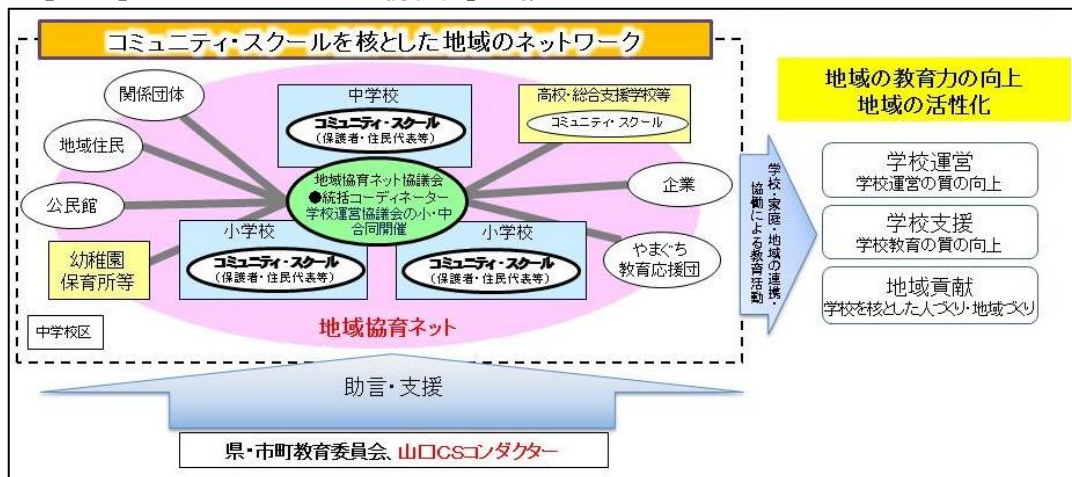 コミュニティ・スクールを核とした地域のネットワーク
関係団体
地域住民
公民館
幼稚園
保育所等
中学校
コミュニティ・スクール
(保護者・住民代表等)
高校・総合支援学校等
コミュニティ・スクール
企業
やまぐち
教育応援団
地域協育ネット協議会
●統括コーディネーター
学校運営協議会の小・中
合同開催
小学校
コミュニティ・スクール
(保護者・住民代表等)
小学校
コミュニティ・スクール
(保護者・住民代表等)
地域協育ネット
中学校区
助言・支援
県・市町教育委員会、山口CSコンダクター
学校・家庭・地域の連携・
協働による教育活動
地域の教育力の向上
地域の活性化
学校運営
学校運営の質の向上
学校支援
学校教育の質の向上
地域貢献
学校を核とした人づくり・地域づくり